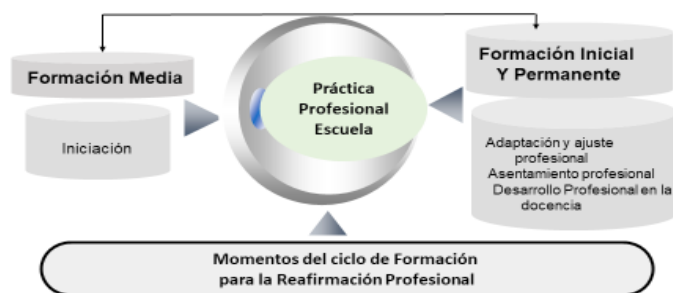 Formación Media
Iniciación
Práctica
Profesional
Escuela
Formación Inicial
Y Permanente
Adaptación y ajuste
profesional
Asentamiento profesional
Desarrollo Profesional en la
docencia
Momentos del ciclo de Formación
para la Reafirmación Profesional